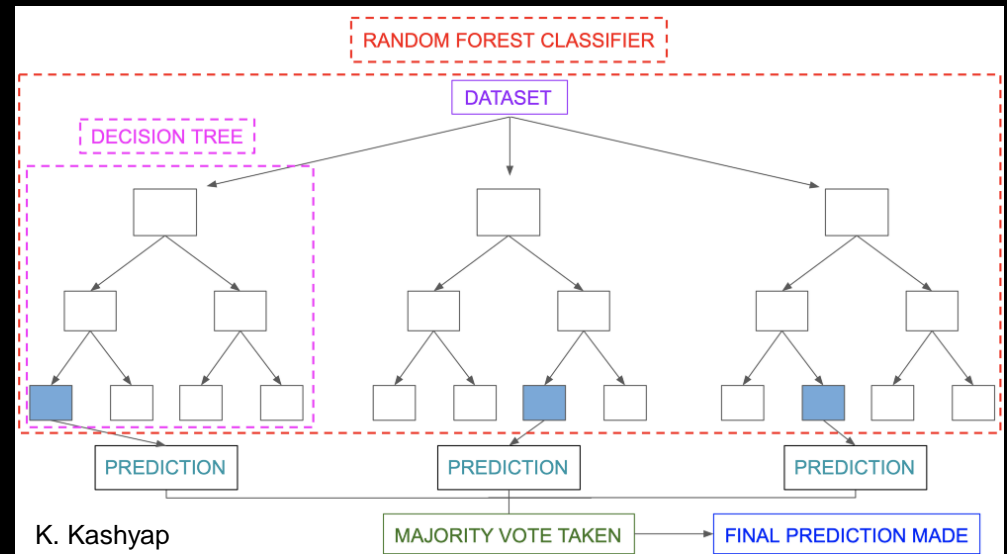 RANDOM FOREST CLASSIFIER
DATASET
DECISION TREE
PREDICTION
PREDICTION
PREDICTION
K. Kashyap
MAJORITY VOTE TAKEN
FINAL PREDICTION MADE